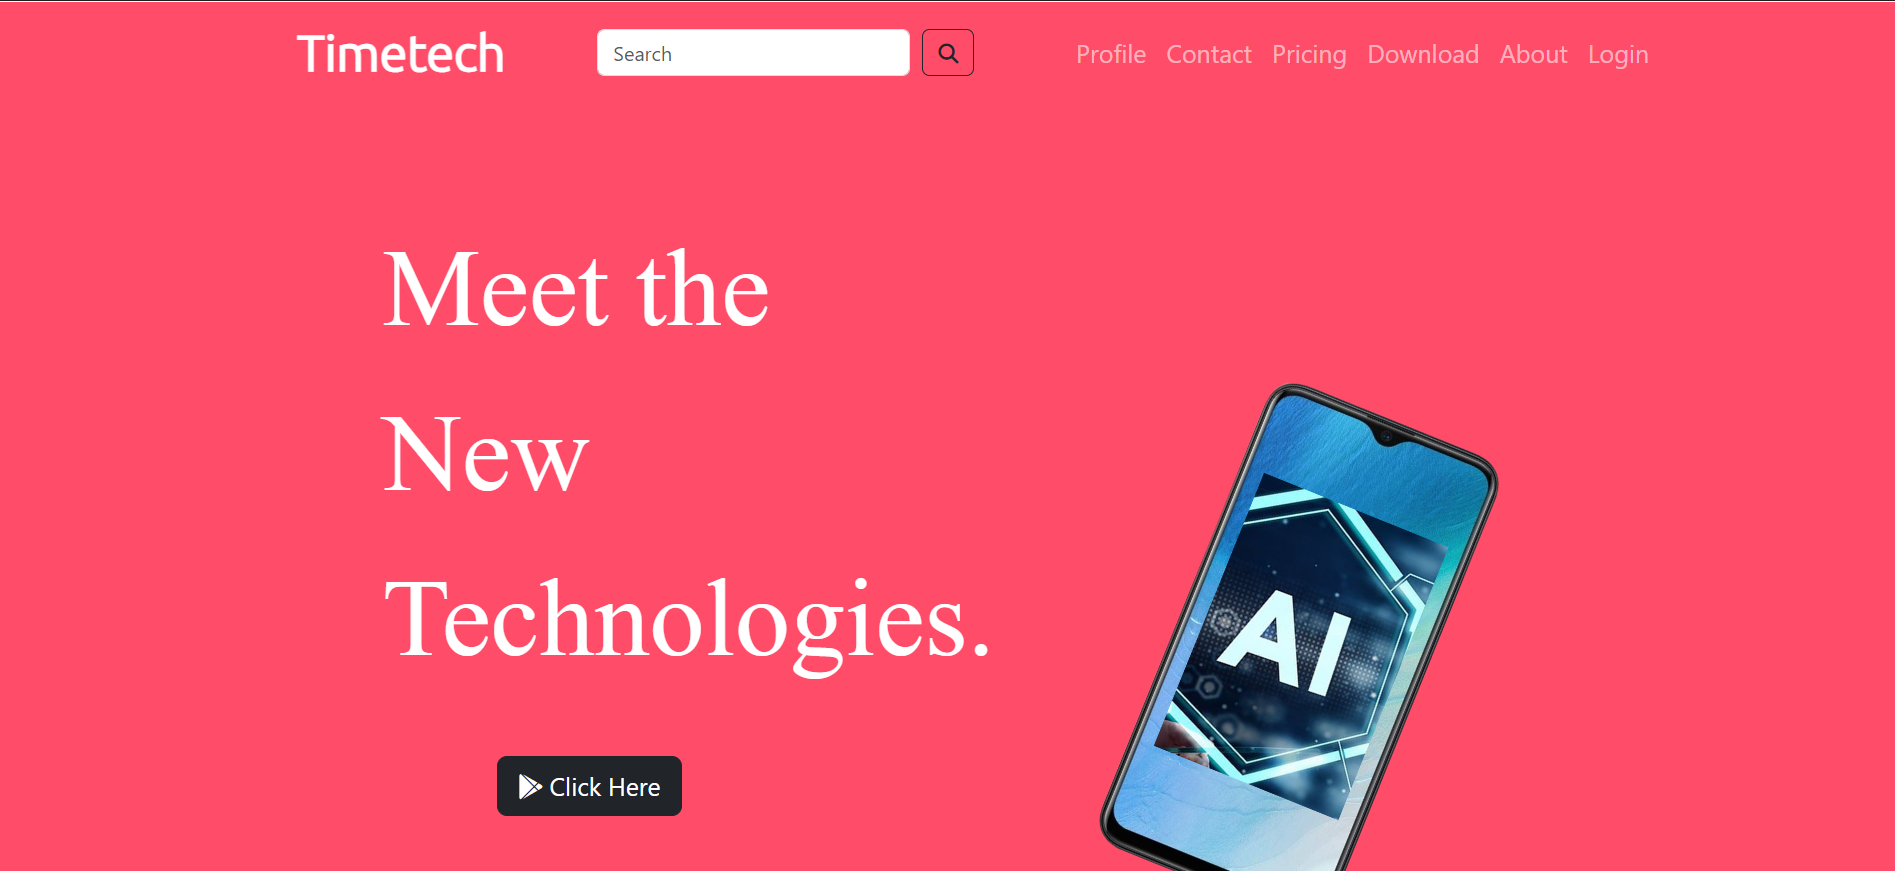 Timetech
Search
Profile Contact Pricing Download About Login
Meet the
New
Technologies.
AI
Click Here